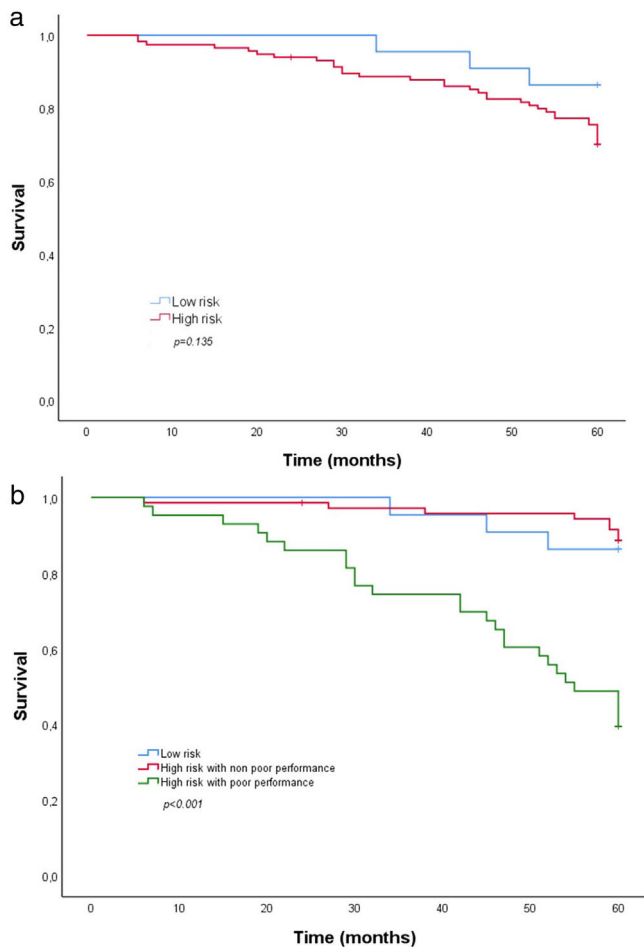 a
1,0
0,8
0,6
0,4
0,2
0,0
Survival
Low risk
High risk
p=0.135
0 10 20 30 40 50 60
Time (months)
b
1,0
0,8
0,6
0,4
0,2
0,0
Survival
Low risk
High risk with non poor performance
High risk with poor performance
p<0.001
0 10 20 30 40 50 60
Time (months)